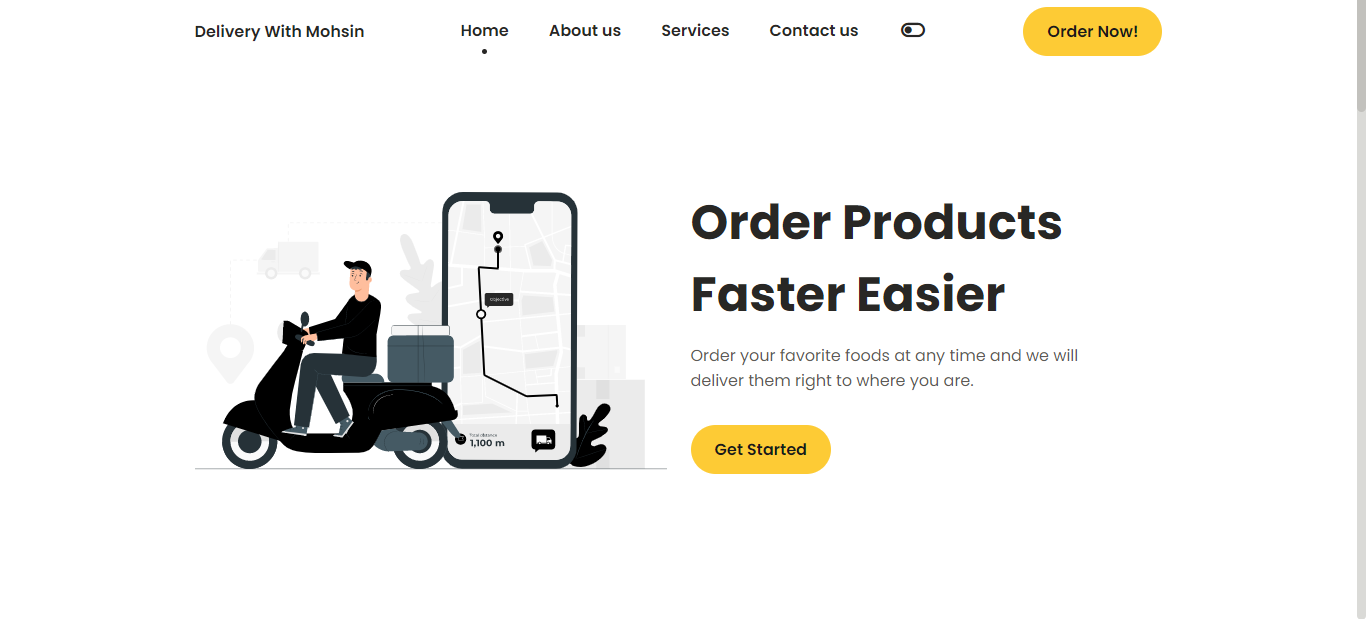 Delivery With Mohsin
Home
About us
Services
Contact us
Order Now!
Order Products
Faster Easier
Order your favorite foods at any time and we will
deliver them right to where you are.
Get Started
Objective
Total distance
1,100 m